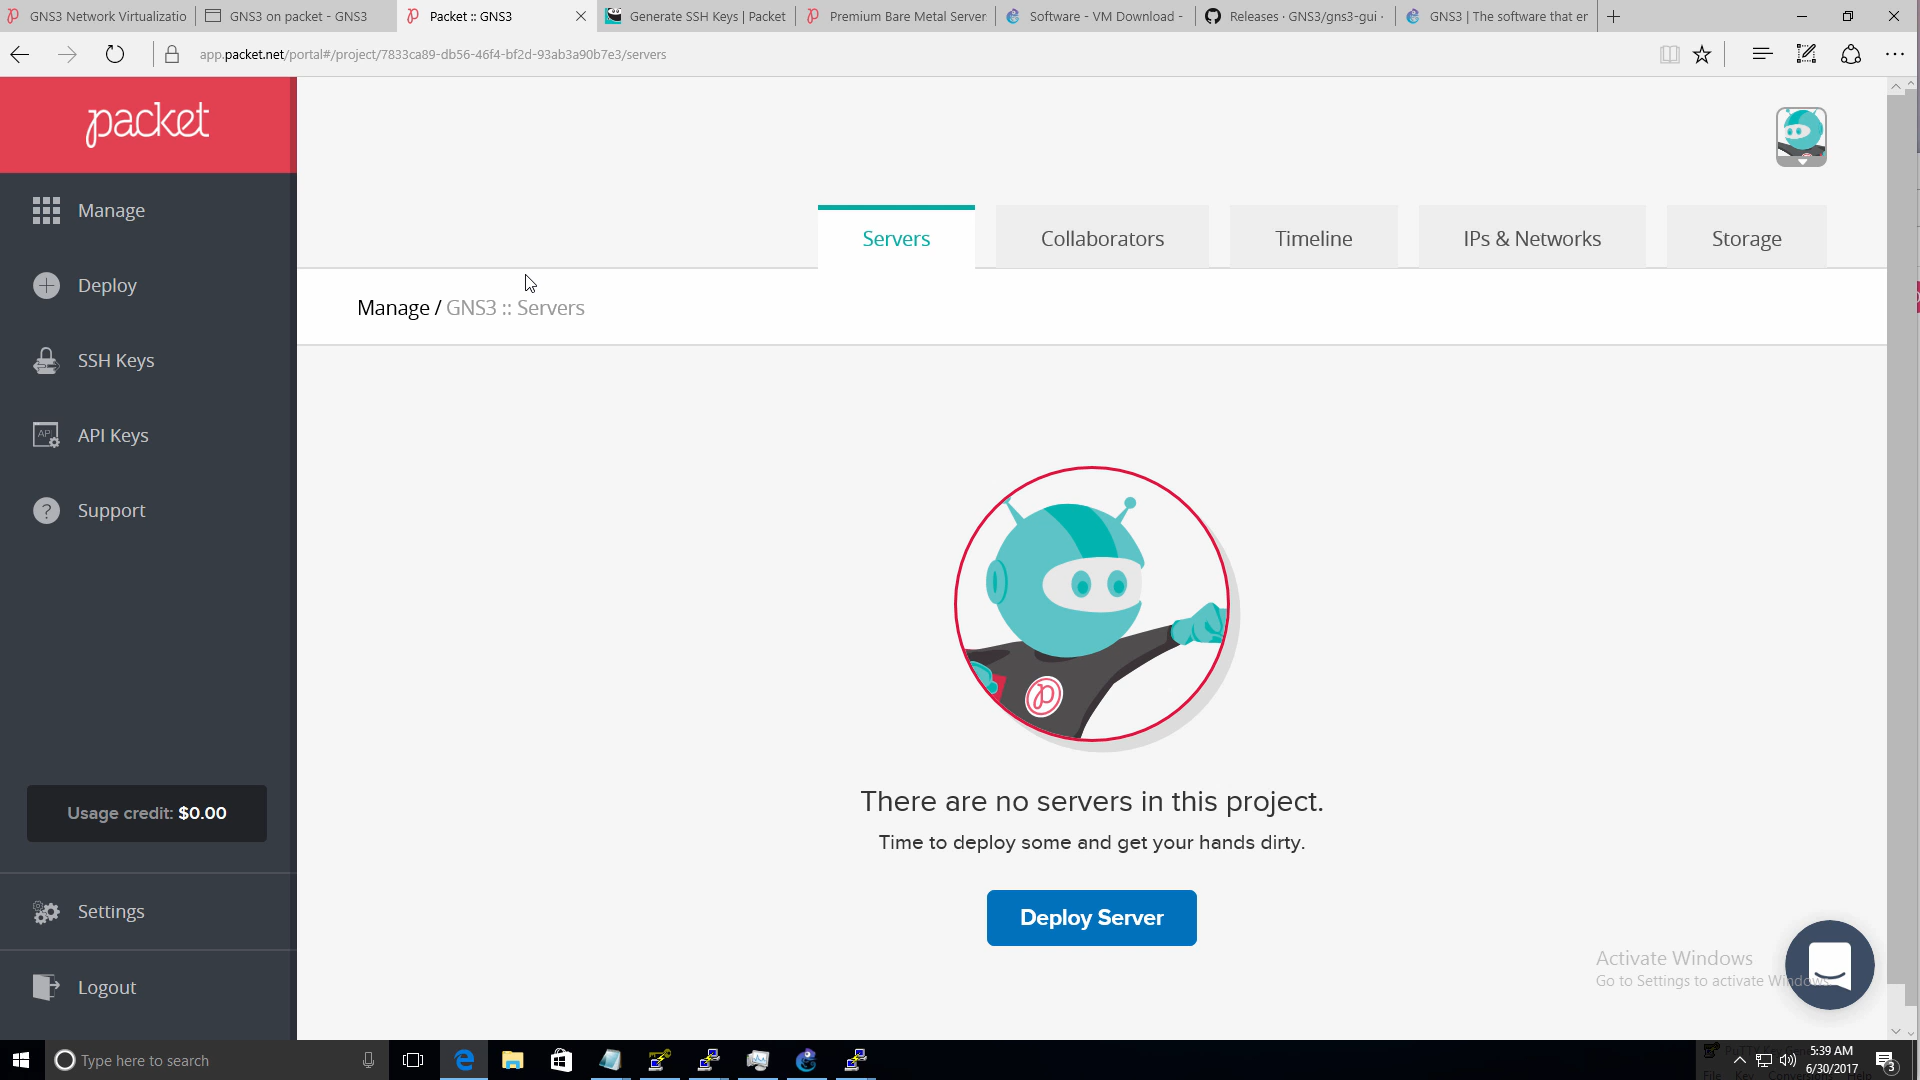 GNS3 Network Virtualizatio
GNS3 on packet - GNS3
Packet :: GNS3
Generate SSH Keys | Packet
Premium Bare Metal Server
Software - VM Download -
Releases · GNS3/gns3-gui ·
GNS3 | The software that er
app.packet.net/portal#/project/7833ca89-db56-46f4-bf2d-93ab3a90b7e3/servers
packet
Manage
Deploy
SSH Keys
API
API Keys
?
Support
Usage credit: $0.00
Settings
Logout
Servers
Collaborators
Timeline
IPs & Networks
Storage
Manage / GNS3 :: Servers
p
There are no servers in this project.
Time to deploy some and get your hands dirty.
Deploy Server
Activate Windows
Go to Settings to activate Windows.
Type here to search
5:39 AM
6/30/2017
3